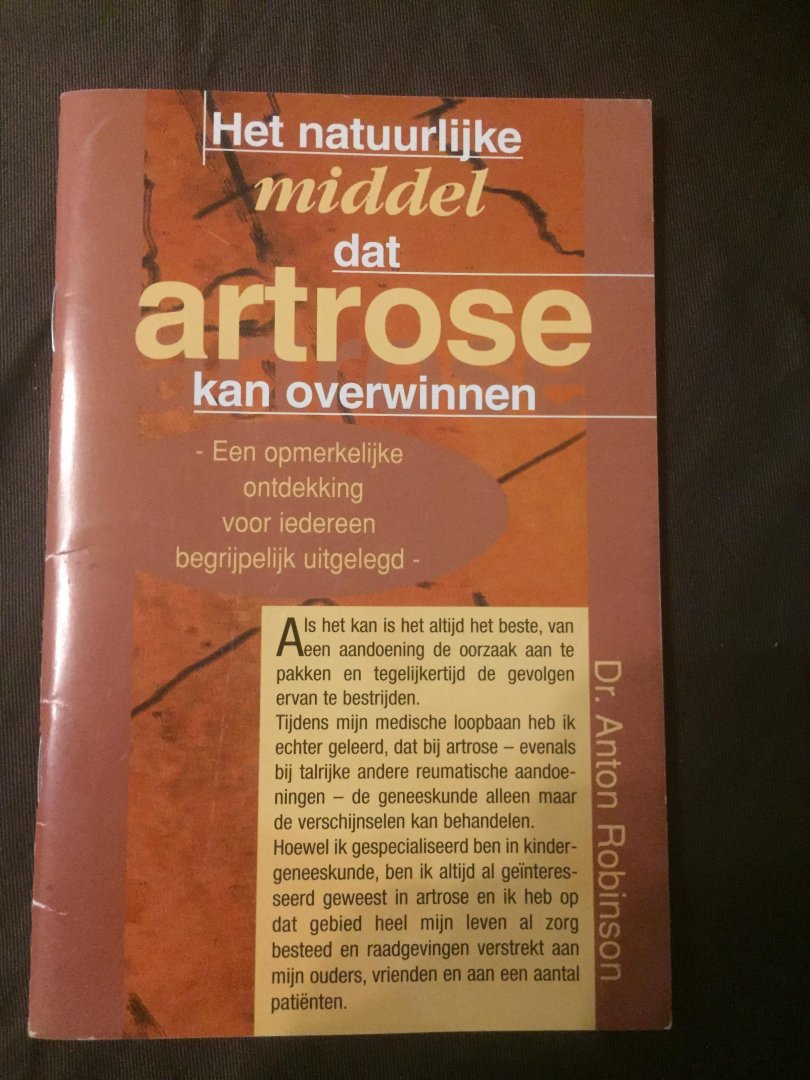 Het natuurlijke
middel
dat
artrose
kan overwinnen
- Een opmerkelijke
ontdekking
voor iedereen
begrijpelijk uitgelegd -
Als het kan is het altijd het beste, van
een aandoening de oorzaak aan te
pakken en tegelijkertijd de gevolgen
ervan te bestrijden.
Tijdens mijn medische loopbaan heb ik
echter geleerd, dat bij artrose – evenals
bij talrijke andere reumatische aandoe-
ningen – de geneeskunde alleen maar
de verschijnselen kan behandelen.
Hoewel ik gespecialiseerd ben in kinder-
geneeskunde, ben ik altijd al geïnteres-
seerd geweest in artrose en ik heb op
dat gebied heel mijn leven al zorg
besteed en raadgevingen verstrekt aan
mijn ouders, vrienden en aan een aantal
patiënten.
Dr. Anton Robinson